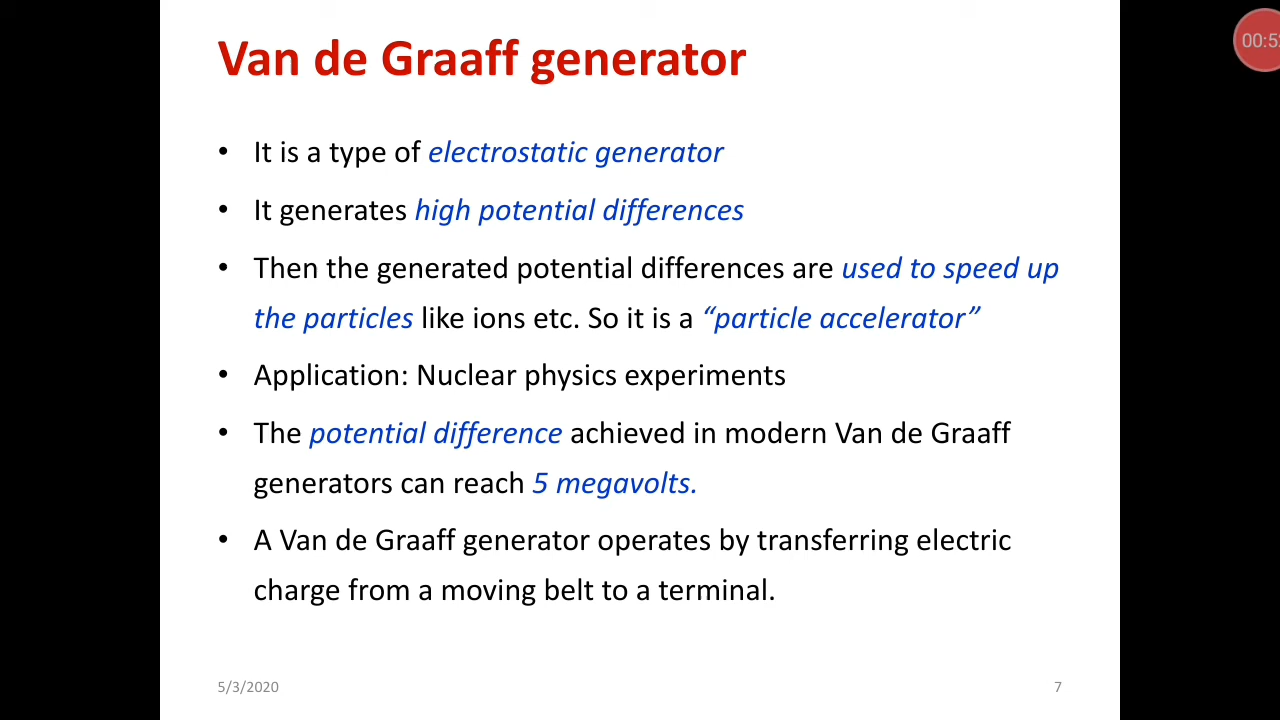 Van de Graaff generator
• It is a type of electrostatic generator
• It generates high potential differences
• Then the generated potential differences are used to speed up
the particles like ions etc. So it is a “particle accelerator”
• Application: Nuclear physics experiments
• The potential difference achieved in modern Van de Graaff
generators can reach 5 megavolts.
• A Van de Graaff generator operates by transferring electric
charge from a moving belt to a terminal.
5/3/2020
7